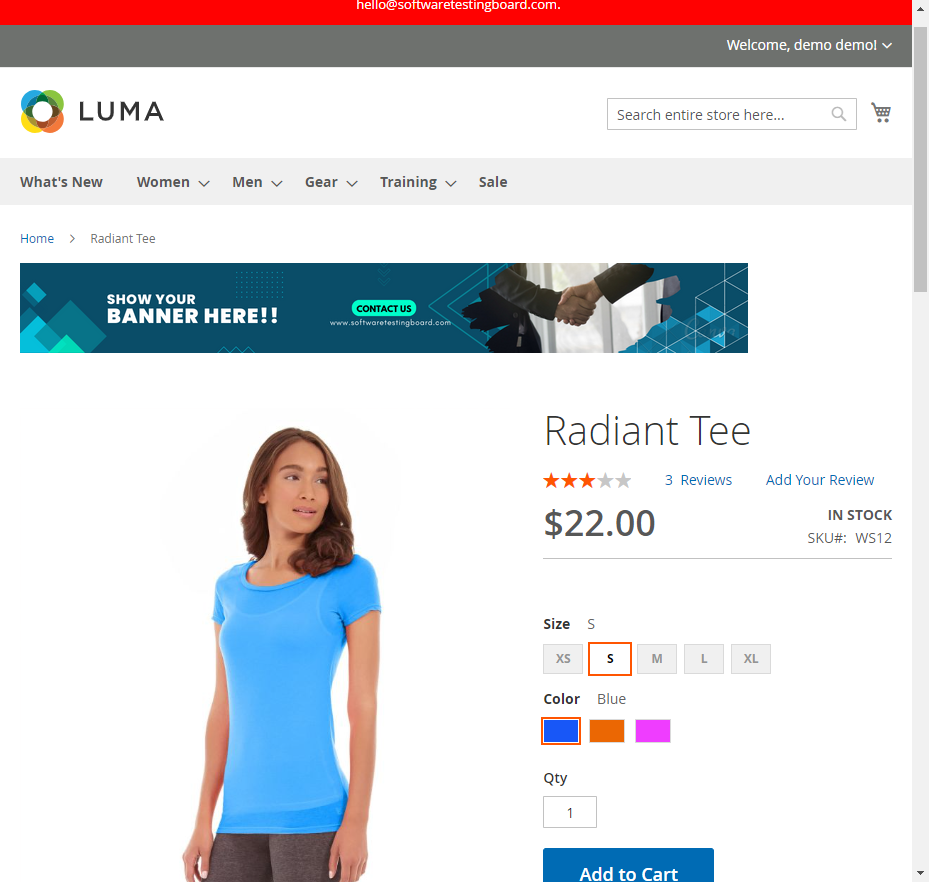 hello@softwaretestingboard.com.
Welcome, demo demo!
LUMA
Search entire store here...
What's New Women Men Gear Training Sale
Home > Radiant Tee
SHOW YOUR
BANNER HERE!!
CONTACT US
www.softwaretestingboard.com
Radiant Tee
3 Reviews Add Your Review
$22.00
IN STOCK
SKU#: WS12
Size S
XS S M L XL
Color Blue
Qty
1
Add to Cart